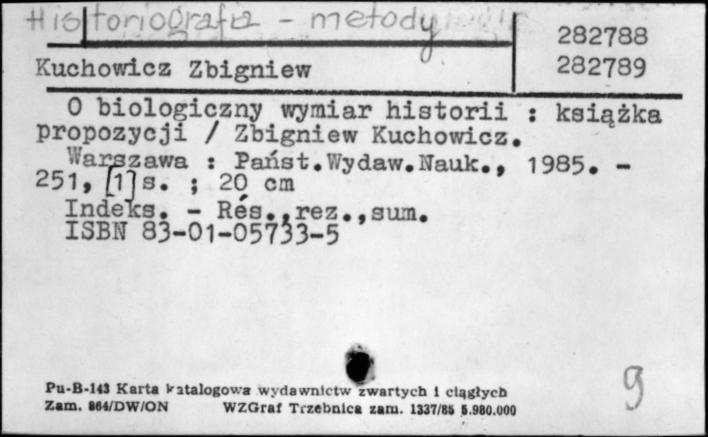 Historiografia - metody
282788
Kuchowicz Zbigniew
282789
O biologiczny wymiar historii : książka
propozycji / Zbigniew Kuchowicz.
Warszawa : Państ.Wydaw.Nauk., 1985. -
251, [1] s. ; 20 cm
Indeks. - Rés.,rez.,sum.
ISBN 83-01-05733-5
9
Pu-B-143 Karta katalogowa wydawnictw zwartych i ciągłych
Zam. 864/DW/ON WZGraf Trzebnica zam. 1337/85 5.980.000